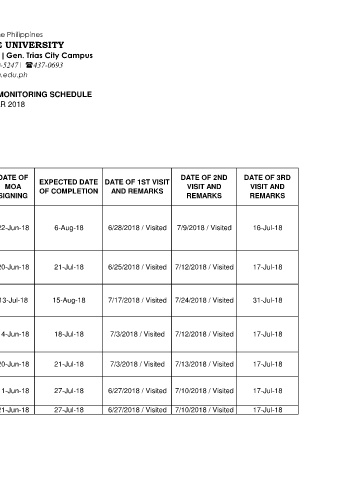 e Philippines
E UNIVERSITY
| Gen. Trias City Campus
-5247| ☎437-0693
.edu.ph
MONITORING SCHEDULE
R 2018
DATE OF MOA SIGNING | EXPECTED DATE OF COMPLETION | DATE OF 1ST VISIT AND REMARKS | DATE OF 2ND VISIT AND REMARKS | DATE OF 3RD VISIT AND REMARKS
22-Jun-18 | 6-Aug-18 | 6/28/2018 / Visited | 7/9/2018 / Visited | 16-Jul-18
20-Jun-18 | 21-Jul-18 | 6/25/2018 / Visited | 7/12/2018 / Visited | 17-Jul-18
13-Jul-18 | 15-Aug-18 | 7/17/2018 / Visited | 7/24/2018 / Visited | 31-Jul-18
4-Jun-18 | 18-Jul-18 | 7/3/2018 / Visited | 7/12/2018 / Visited | 17-Jul-18
20-Jun-18 | 21-Jul-18 | 7/3/2018 / Visited | 7/13/2018 / Visited | 17-Jul-18
1-Jun-18 | 27-Jul-18 | 6/27/2018 / Visited | 7/10/2018 / Visited | 17-Jul-18
21-Jun-18 | 27-Jul-18 | 6/27/2018 / Visited | 7/10/2018 / Visited | 17-Jul-18